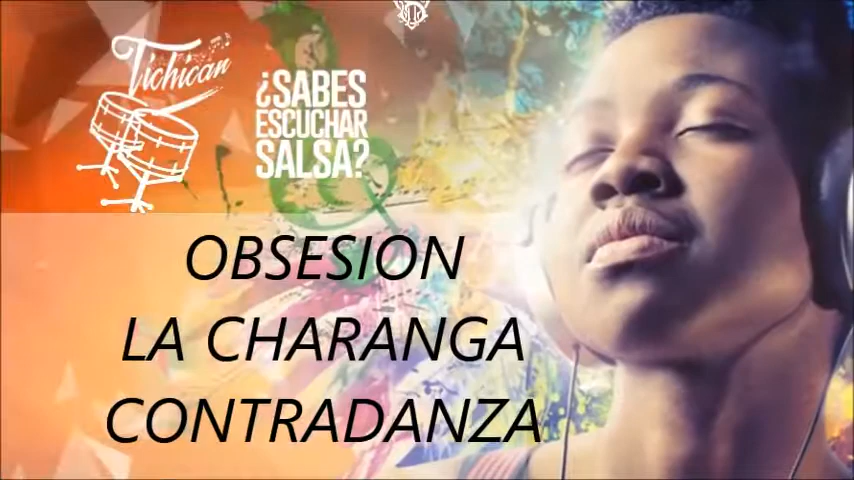 Tichican
¿SABES
ESCUCHAR
SALSA?
OBSESION
LA CHARANGA
CONTRADANZA